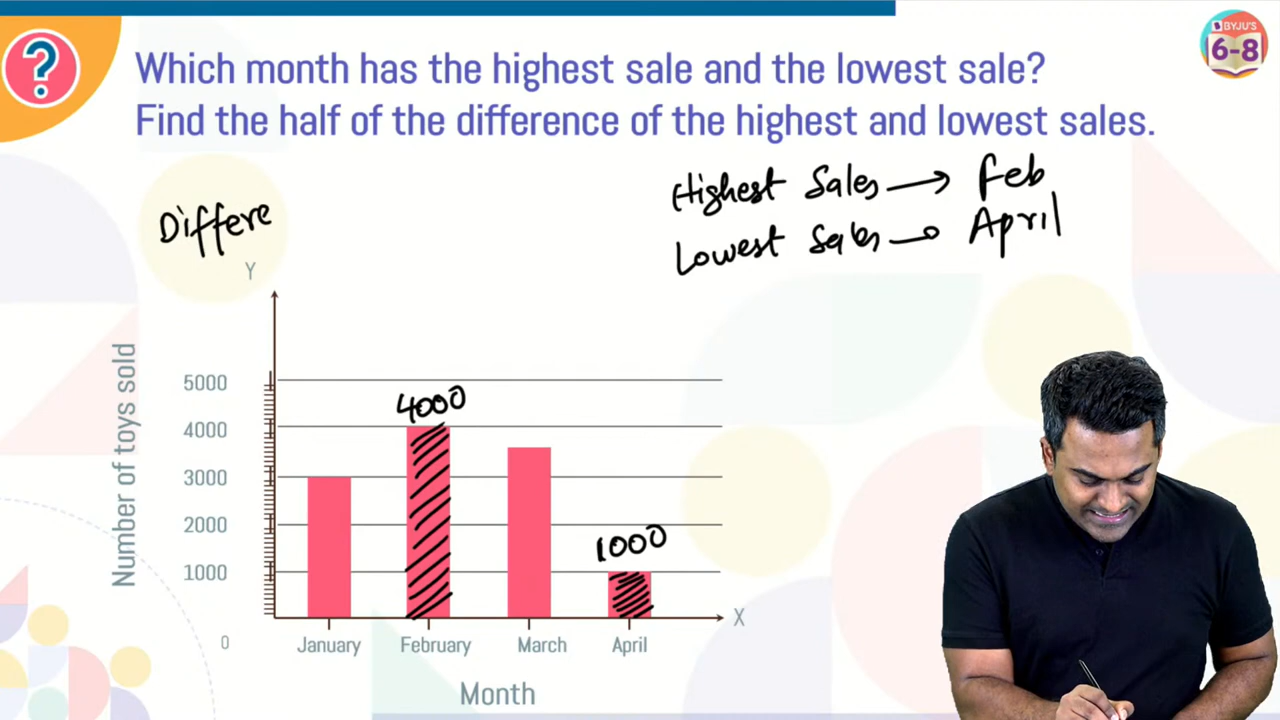 BYJU'S
6-8
?
Which month has the highest sale and the lowest sale?
Find the half of the difference of the highest and lowest sales.
Highest Sales → Feb
Lowest Sales → April
Differe
Y
Number of toys sold
5000
4000
3000
2000
1000
0
4000
1000
X
January February March April
Month